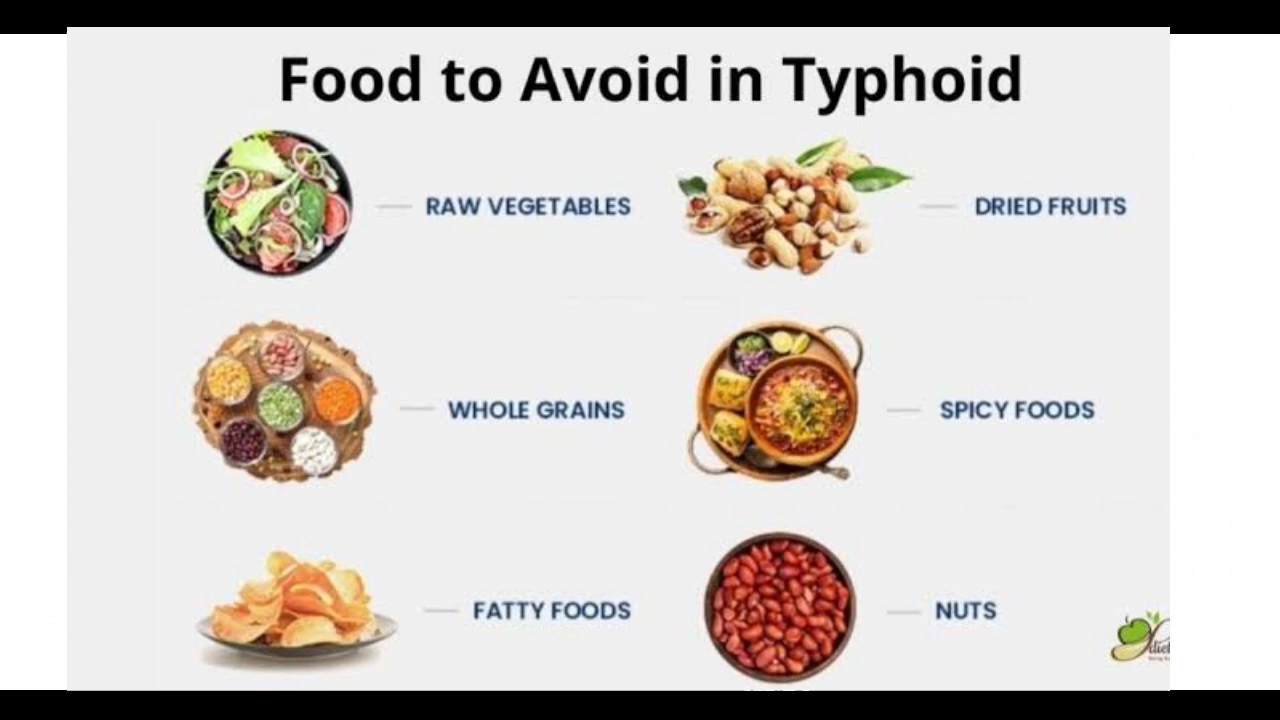 Food to Avoid in Typhoid
RAW VEGETABLES
DRIED FRUITS
WHOLE GRAINS
SPICY FOODS
FATTY FOODS
NUTS